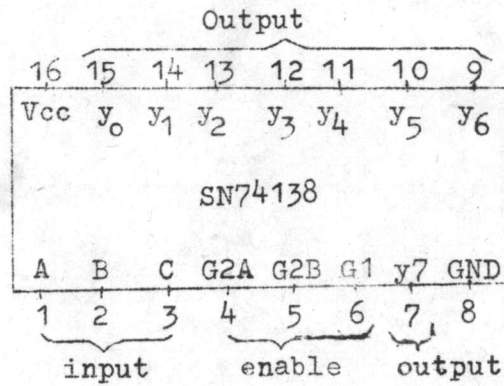 Output
16 15 14 13 12 11 10 9
Vcc y0 y1 y2 y3 y4 y5 y6
SN74138
A B C G2A G2B G1 y7 GND
1 2 3 4 5 6 7 8
input enable output